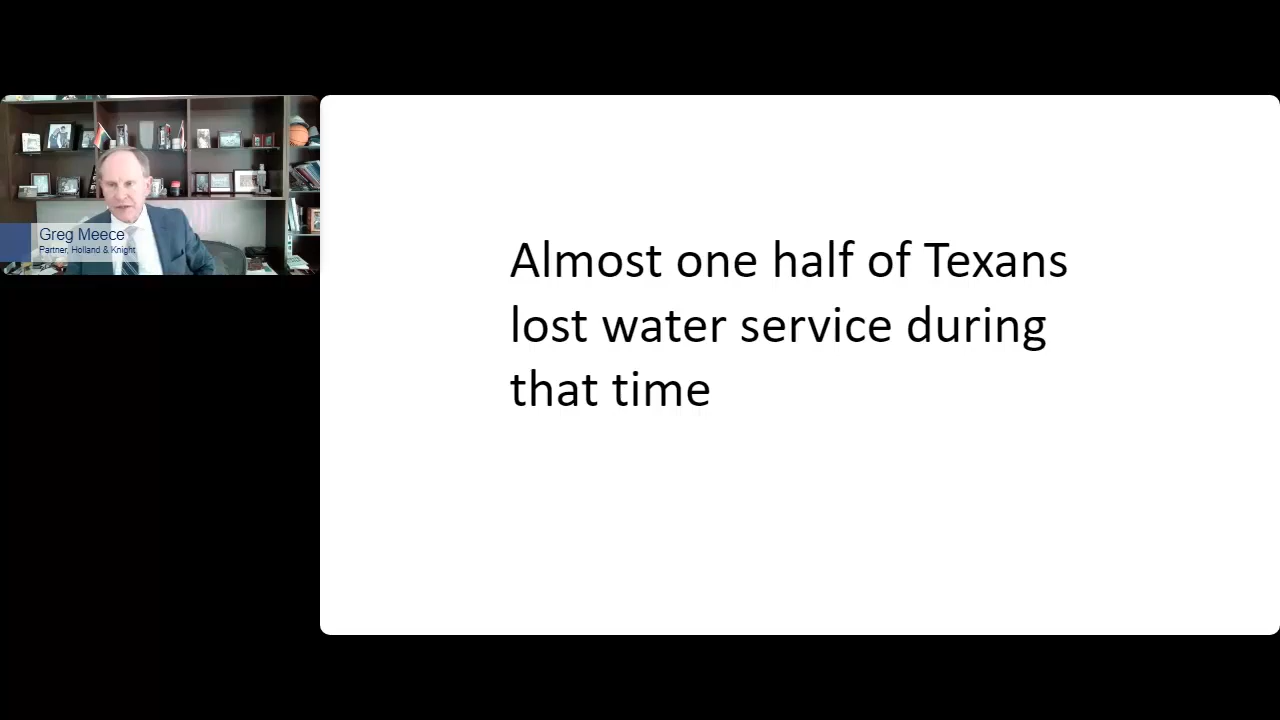 Greg Meece
Partner, Holland & Knight
Almost one half of Texans
lost water service during
that time